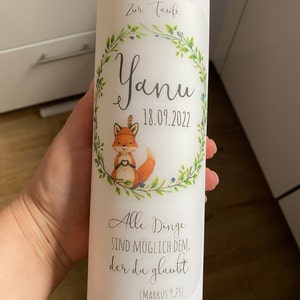 Zur Taufe
Yanu
18.09.2022
Alle Dinge
SIND MÖGLICH DEM,
der da glaubt.
(MARKUS 9,23)